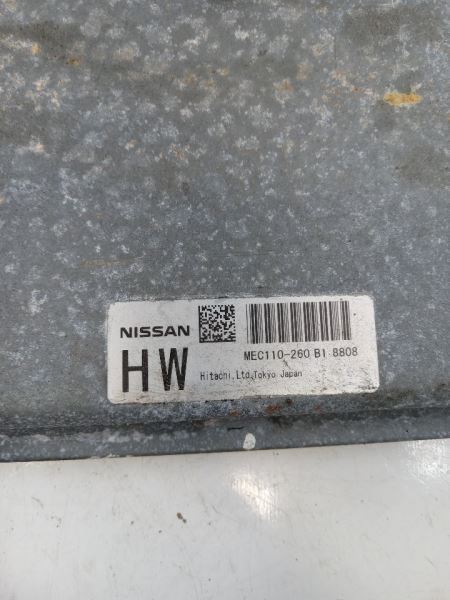 NISSAN
HW
MEC110-260 B1 8808
Hitachi,Ltd.Tokyo Japan